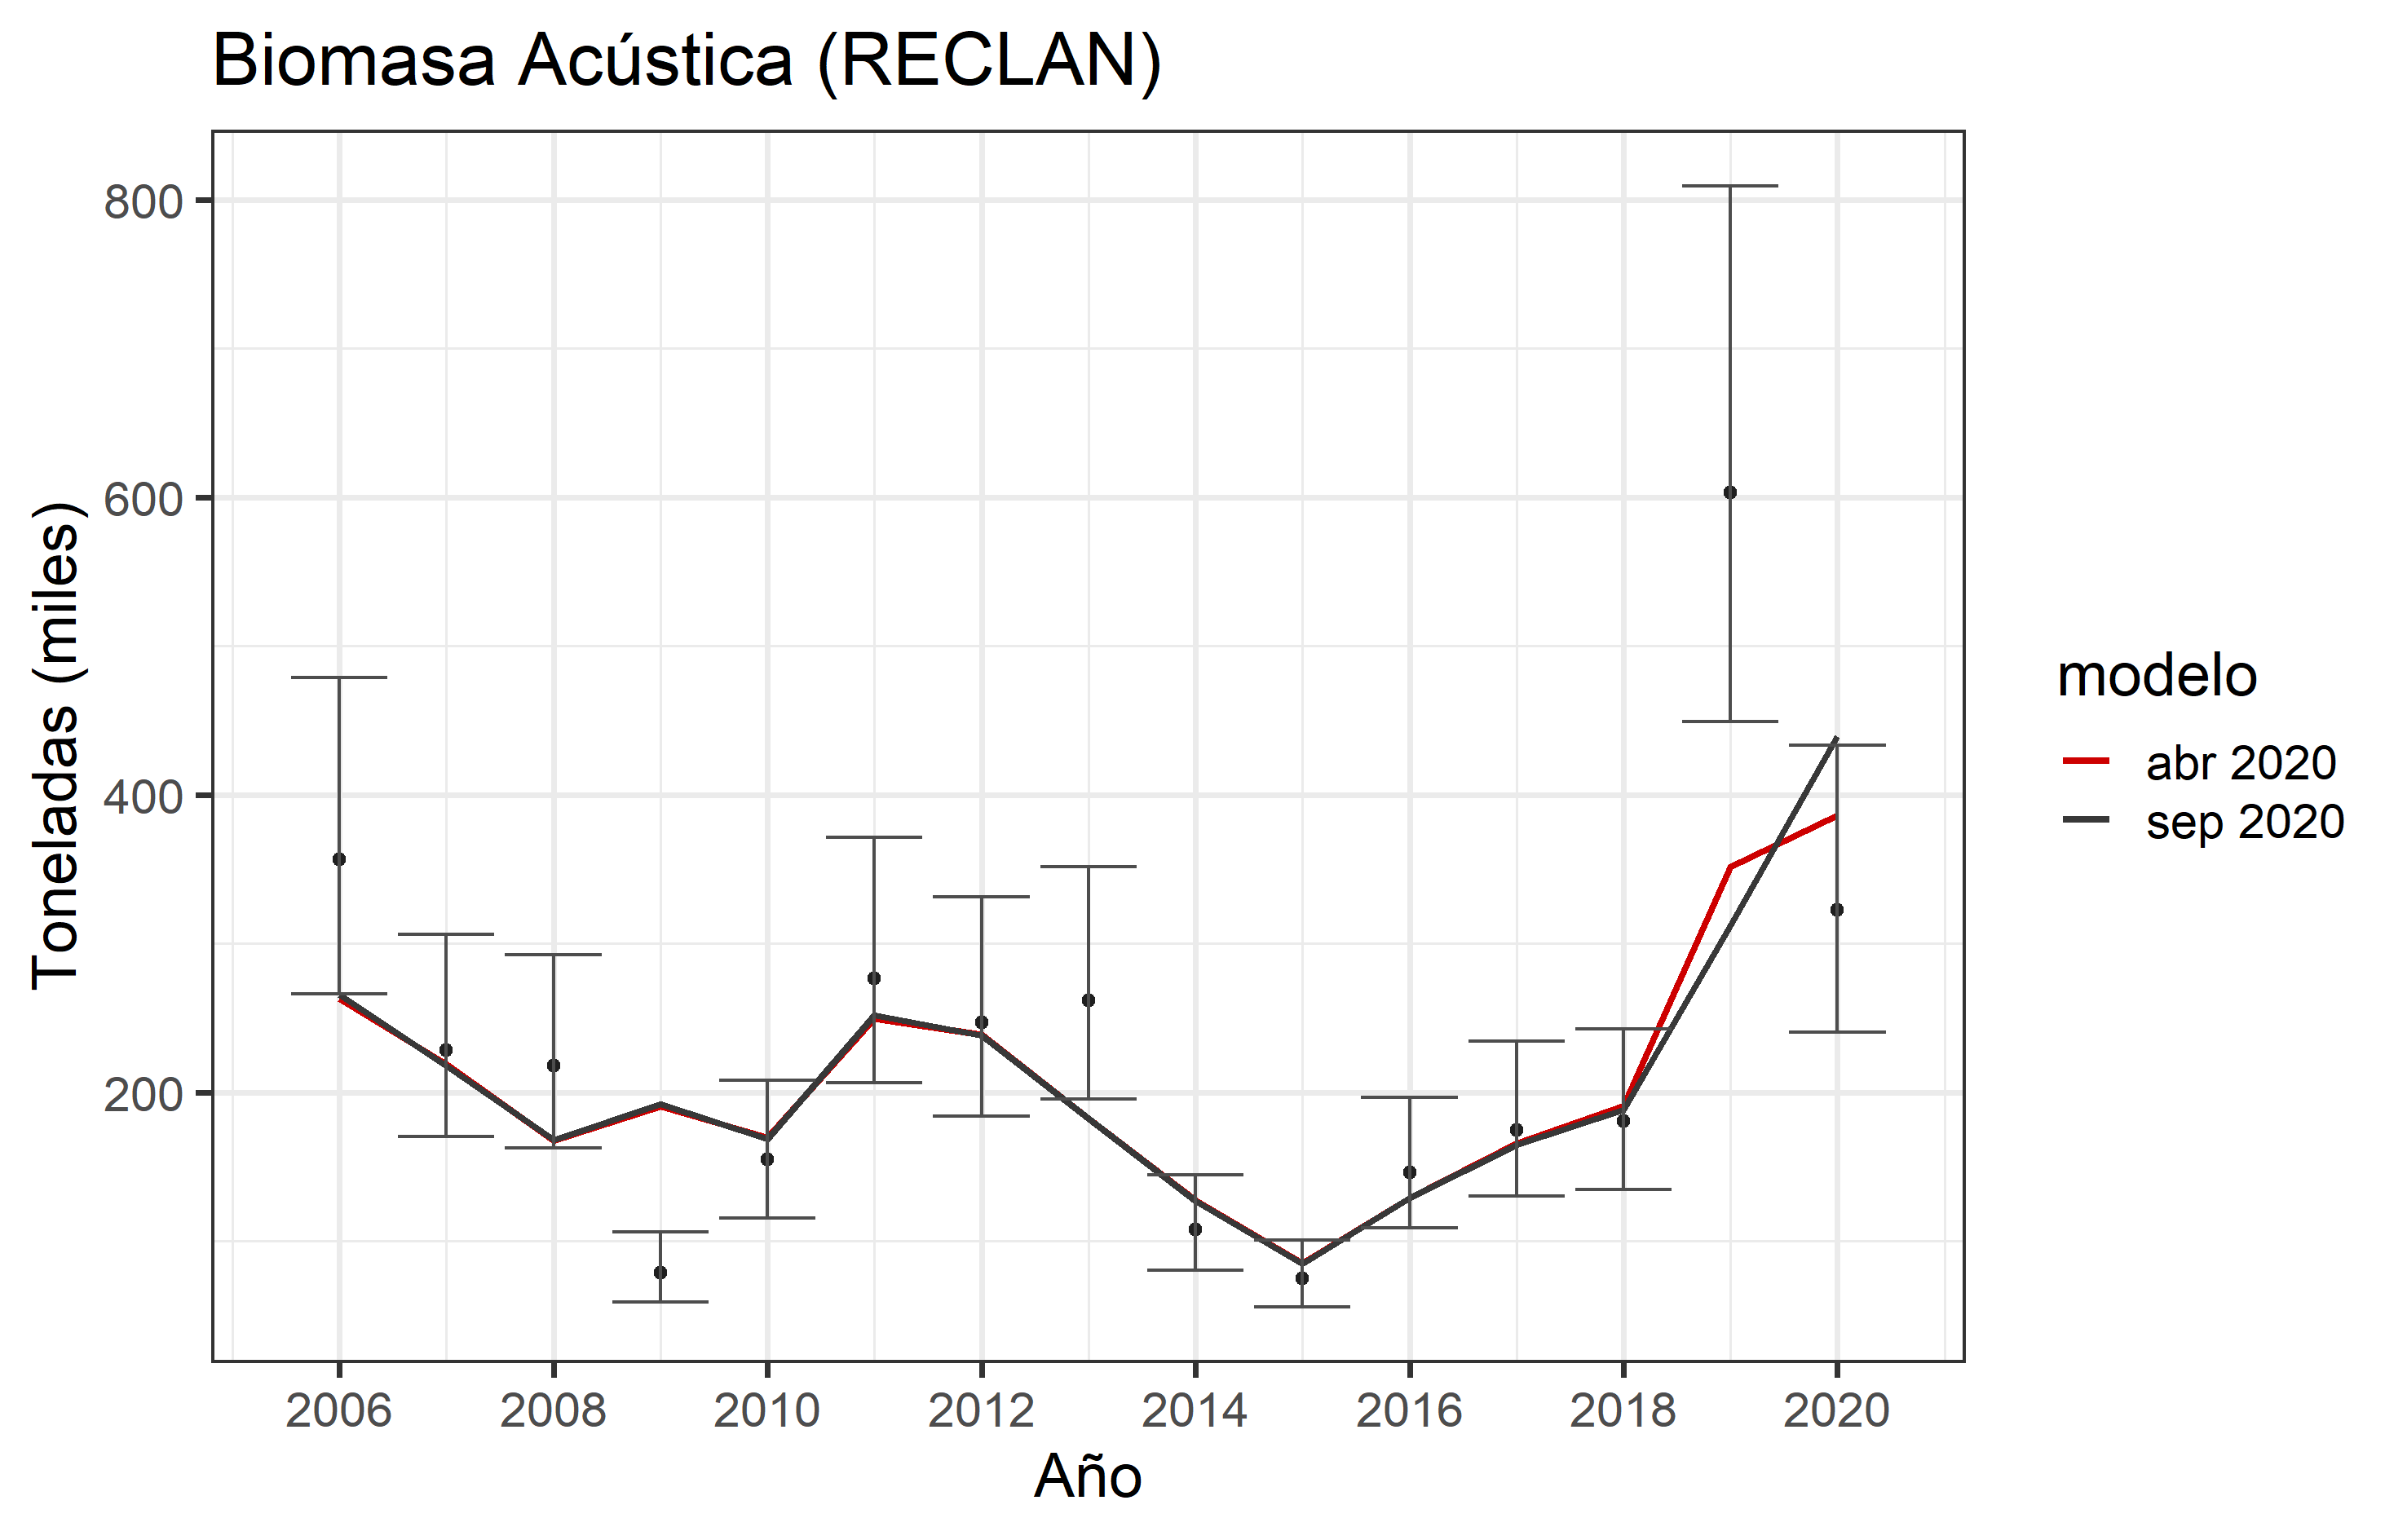 Biomasa Acústica (RECLAN)
Toneladas (miles)
800
600
400
200
2006 2008 2010 2012 2014 2016 2018 2020
Año
modelo
abr 2020
sep 2020